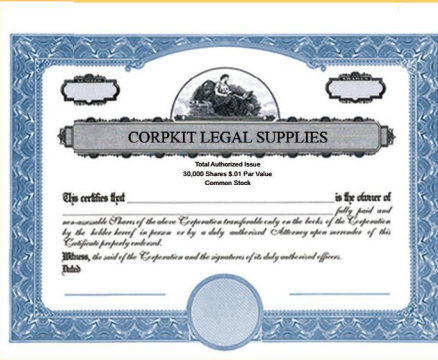 NUMBER
SHARES
CORPKIT LEGAL SUPPLIES
Total Authorized Issue
30,000 Shares $.01 Par Value
Common Stock
This certifies that is the owner of
fully paid and
non-assessable Shares of the above Corporation transferable only on the books of the Corporation
by the holder hereof in person or by a duly authorized Attorney upon surrender of this
Certificate properly endorsed.
Witness, the seal of the Corporation and the signatures of its duly authorized officers.
Dated